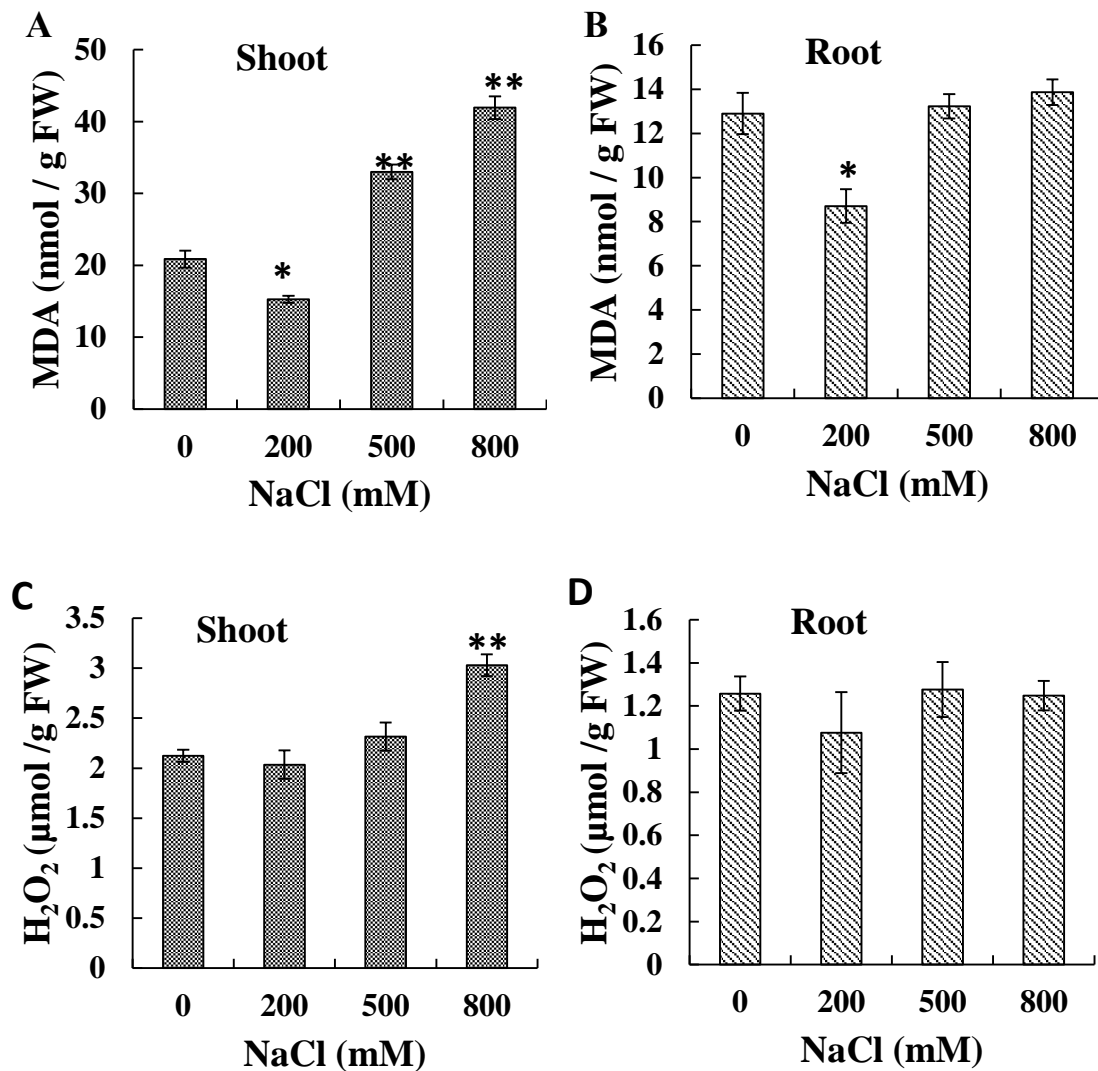 A
Shoot
MDA (nmol / g FW)
50
40
30
20
10
0
*
**
**
0 200 500 800
NaCl (mM)
B
Root
MDA (nmol / g FW)
16
14
12
10
8
6
4
2
0
*
0 200 500 800
NaCl (mM)
C
Shoot
H₂O₂ (μmol /g FW)
3.5
3
2.5
2
1.5
1
0.5
0
**
0 200 500 800
NaCl (mM)
D
Root
H₂O₂ (μmol /g FW)
1.6
1.4
1.2
1
0.8
0.6
0.4
0.2
0
0 200 500 800
NaCl (mM)